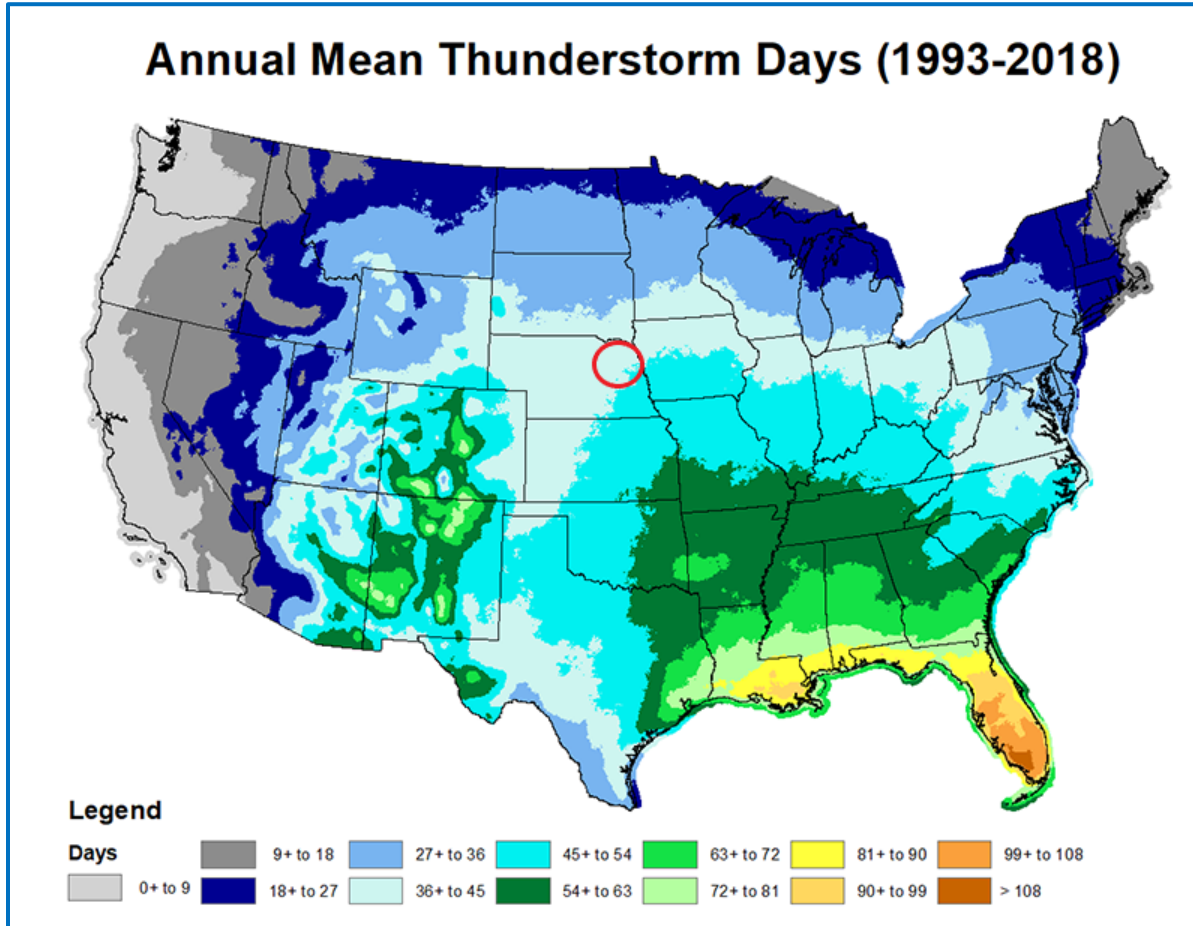 Annual Mean Thunderstorm Days (1993-2018)
Legend
Days
0+ to 9
9+ to 18
18+ to 27
27+ to 36
36+ to 45
45+ to 54
54+ to 63
63+ to 72
72+ to 81
81+ to 90
90+ to 99
99+ to 108
> 108